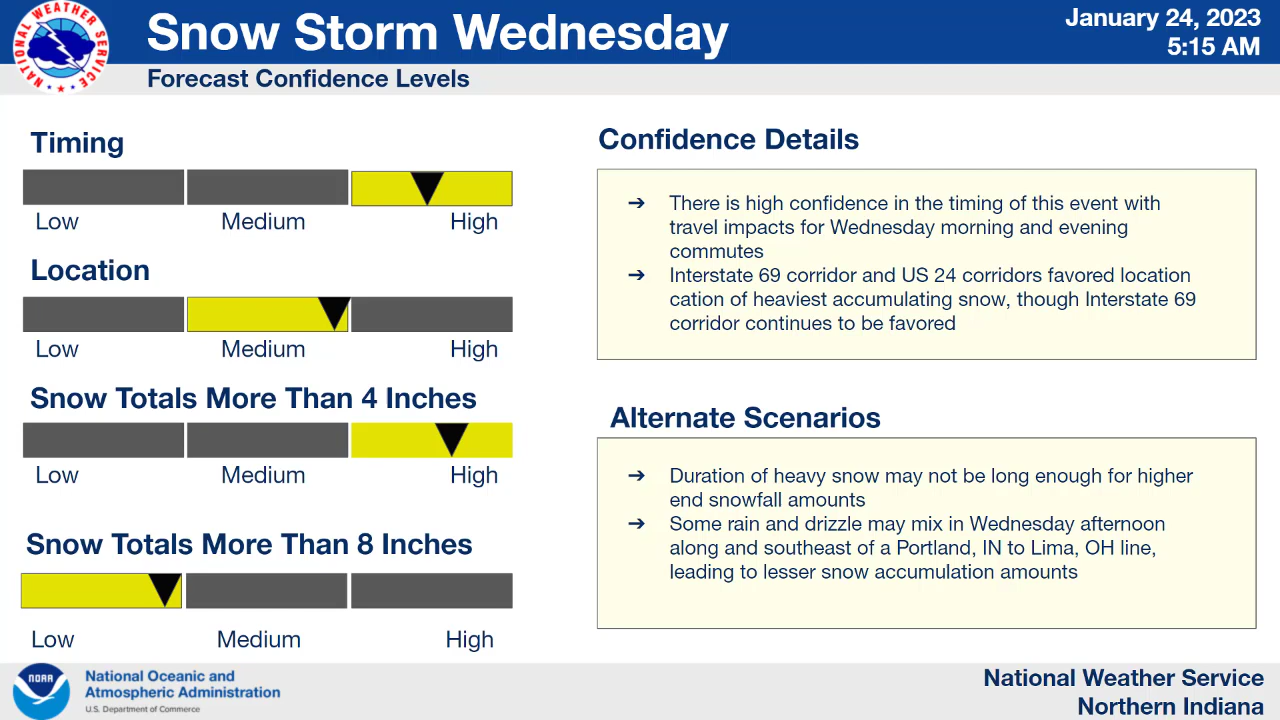 NATIONAL WEATHER SERVICE
Snow Storm Wednesday
January 24, 2023
5:15 AM
Forecast Confidence Levels
Timing
Low Medium High
Location
Low Medium High
Snow Totals More Than 4 Inches
Low Medium High
Snow Totals More Than 8 Inches
Low Medium High
Confidence Details
➔ There is high confidence in the timing of this event with
travel impacts for Wednesday morning and evening
commutes
➔ Interstate 69 corridor and US 24 corridors favored location
cation of heaviest accumulating snow, though Interstate 69
corridor continues to be favored
Alternate Scenarios
➔ Duration of heavy snow may not be long enough for higher
end snowfall amounts
➔ Some rain and drizzle may mix in Wednesday afternoon
along and southeast of a Portland, IN to Lima, OH line,
leading to lesser snow accumulation amounts
NOAA
National Oceanic and
Atmospheric Administration
U.S. Department of Commerce
National Weather Service
Northern Indiana